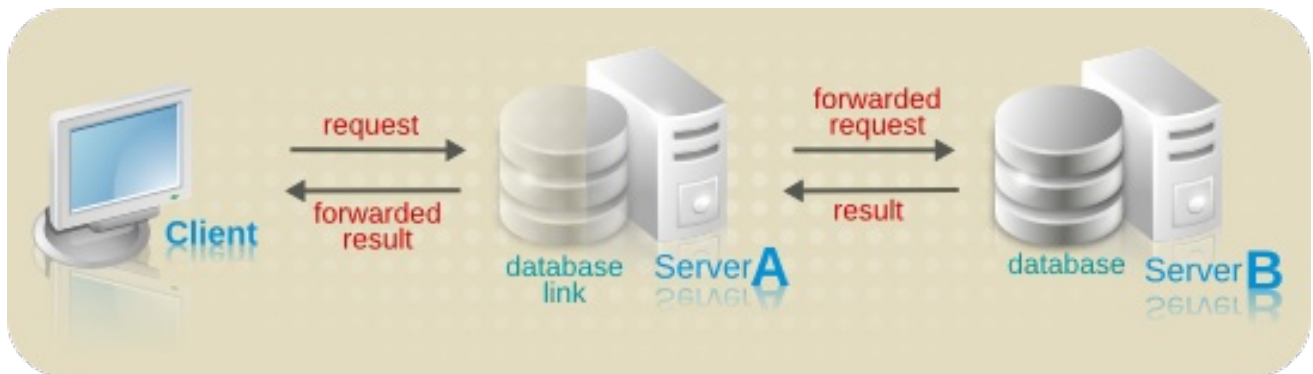 request
forwarded
result
Client
database
link
Server A
forwarded
request
result
database
Server B